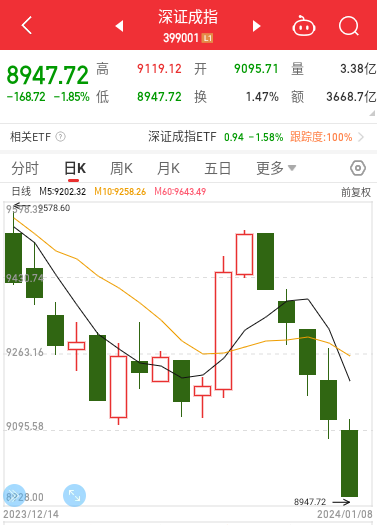 深证成指
399001 L1
8947.72 高 9119.12 开 9095.71 量 3.38亿
-168.72 -1.85% 低 8947.72 换 1.47% 额 3668.7亿
相关ETF ? 深证成指ETF 0.94 -1.58% 跟踪度:100%
分时 日K 周K 月K 五日 更多
日线 M5:9202.32 M10:9258.26 M60:9643.49 前复权
9578.60
9430.74
9263.16
9095.58
8928.00
8947.72
2023/12/14 2024/01/08